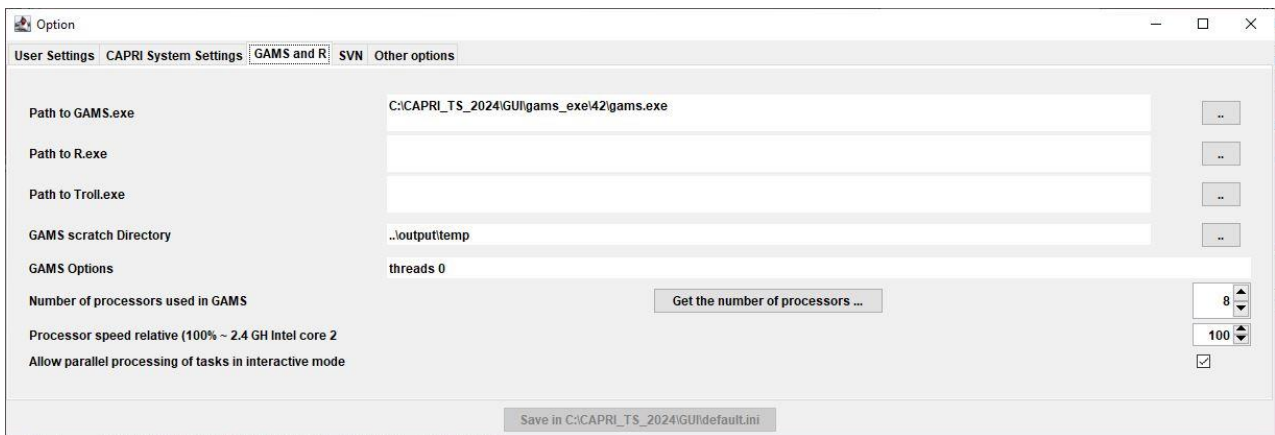 Option
User Settings CAPRI System Settings GAMS and R SVN Other options
Path to GAMS.exe C:\CAPRI_TS_2024\GUI\gams_exe\42\gams.exe ..
Path to R.exe ..
Path to Troll.exe ..
GAMS scratch Directory ..\output\temp ..
GAMS Options threads 0
Number of processors used in GAMS Get the number of processors ... 8
Processor speed relative (100% ~ 2.4 GH Intel core 2 100
Allow parallel processing of tasks in interactive mode
Save in C:\CAPRI_TS_2024\GUI\default.ini